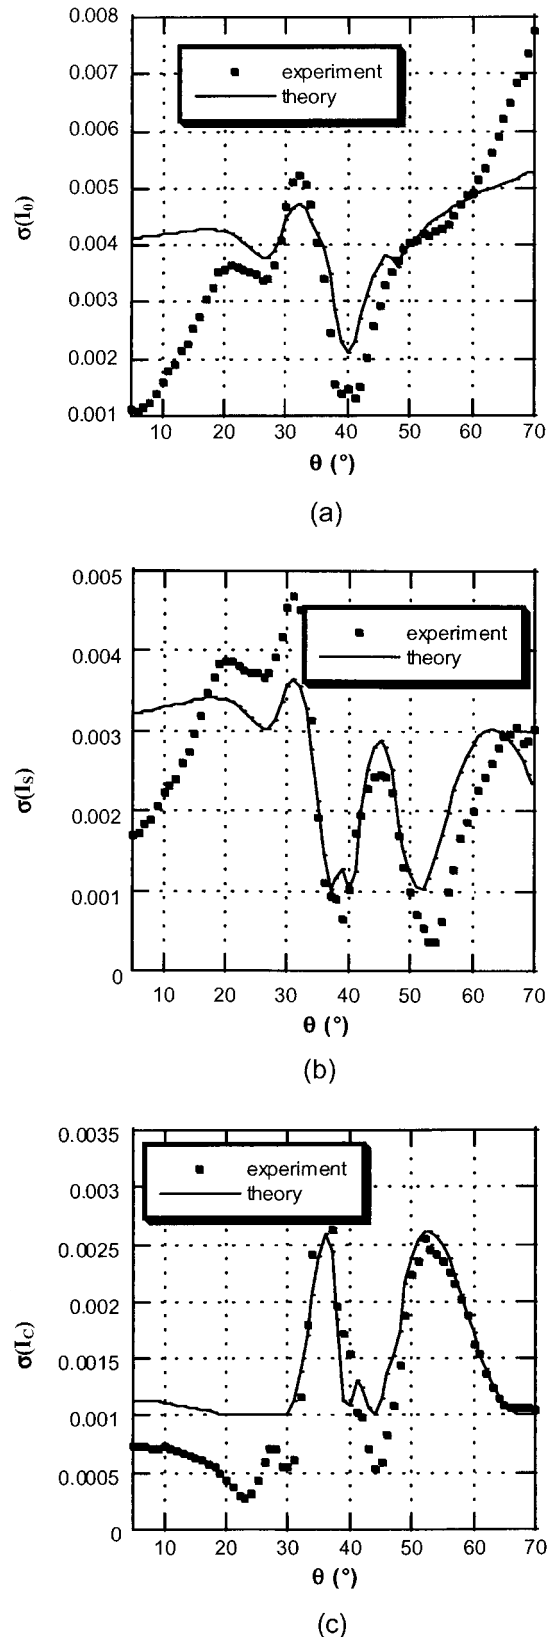 0.008
0.007
0.006
0.005
0.004
0.003
0.002
0.001
σ(I₀)
experiment
theory
10 20 30 40 50 60 70
θ (°)
(a)
0.005
0.004
0.003
0.002
0.001
0
σ(I_S)
experiment
theory
10 20 30 40 50 60 70
θ (°)
(b)
0.0035
0.003
0.0025
0.002
0.0015
0.001
0.0005
0
σ(I_C)
experiment
theory
10 20 30 40 50 60 70
θ (°)
(c)